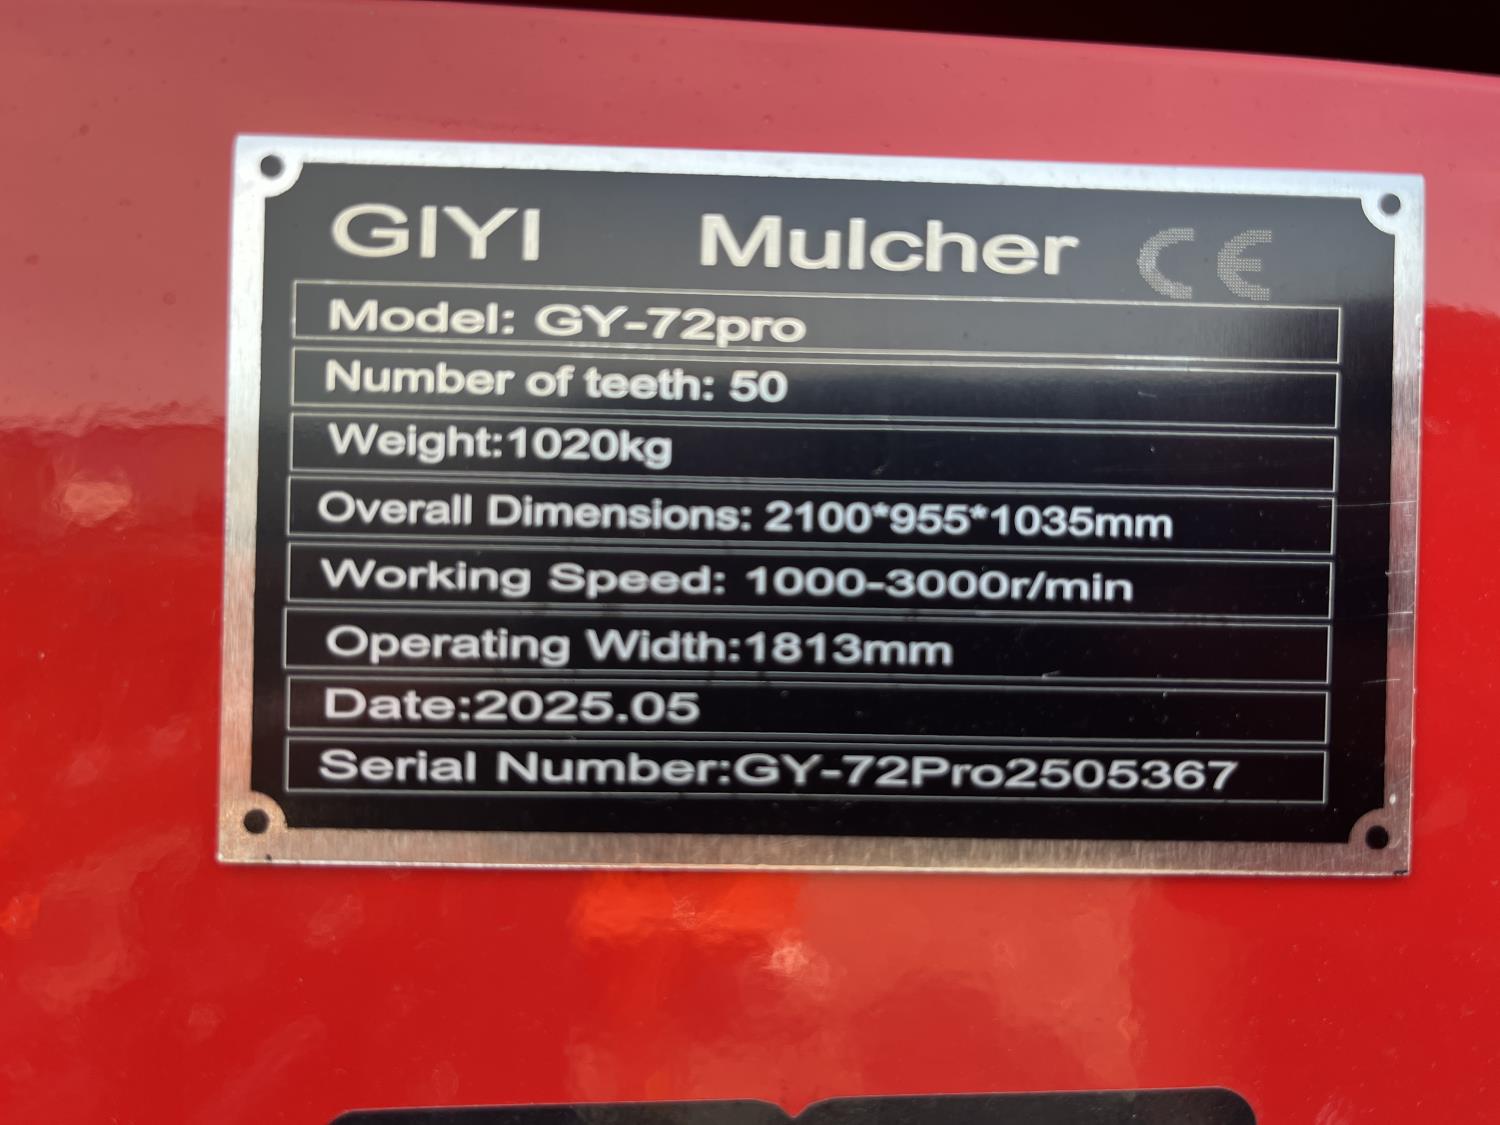 GIYI Mulcher CE
Model: GY-72pro
Number of teeth: 50
Weight:1020kg
Overall Dimensions: 2100*955*1035mm
Working Speed: 1000-3000r/min
Operating Width:1813mm
Date:2025.05
Serial Number:GY-72Pro2505367